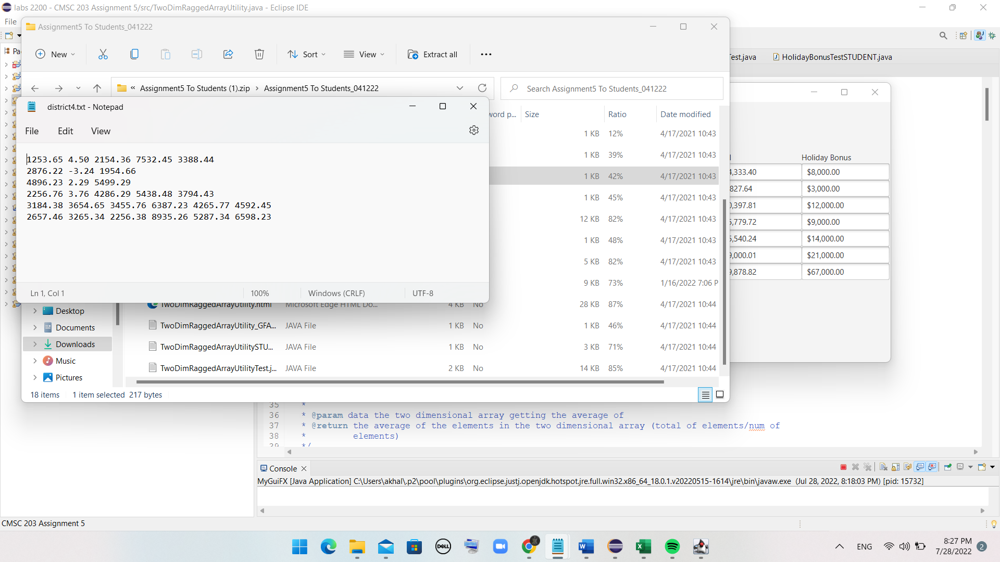 labs 2200 - CMSC 203 Assignment 5/src/TwoDimRaggedArrayUtility.java - Eclipse IDE
File
Assignment5 To Students_041222
New
Sort
View
Extract all
Pa
Test.java
HolidayBonusTestSTUDENT.java
« Assignment5 To Students (1).zip > Assignment5 To Students_041222
Search Assignment5 To Students_041222
district4.txt - Notepad
File Edit View
1253.65 4.50 2154.36 7532.45 3388.44
2876.22 -3.24 1954.66
4896.23 2.29 5499.29
2256.76 3.76 4286.29 5438.48 3794.43
3184.38 3654.65 3455.76 6387.23 4265.77 4592.45
2657.46 3265.34 2256.38 8935.26 5287.34 6598.23
Ln 1, Col 1
100%
Windows (CRLF)
UTF-8
word p... Size Ratio Date modified
1 KB 12% 4/17/2021 10:43
1 KB 39% 4/17/2021 10:43
1 KB 42% 4/17/2021 10:43
1 KB 45% 4/17/2021 10:43
12 KB 82% 4/17/2021 10:43
1 KB 48% 4/17/2021 10:43
5 KB 82% 4/17/2021 10:43
9 KB 73% 1/16/2022 7:06 P
TwoDimRaggedArrayUtility.html Microsoft Edge HTML Do... 4 KB No 28 KB 87% 4/17/2021 10:44
TwoDimRaggedArrayUtility_GFA... JAVA File 1 KB No 1 KB 46% 4/17/2021 10:44
TwoDimRaggedArrayUtilitySTU... JAVA File 1 KB No 3 KB 71% 4/17/2021 10:44
TwoDimRaggedArrayUtilityTest.j... JAVA File 2 KB No 14 KB 85% 4/17/2021 10:44
Desktop
Documents
Downloads
Music
Pictures
18 items 1 item selected 217 bytes
Holiday Bonus
,333.40 $8,000.00
827.64 $3,000.00
,397.81 $12,000.00
,779.72 $9,000.00
,540.24 $14,000.00
,000.01 $21,000.00
,878.82 $67,000.00
35 *
36 * @param data the two dimensional array getting the average of
37 * @return the average of the elements in the two dimensional array (total of elements/num of
38 * elements)
39 */
Console
MyGuiFX [Java Application] C:\Users\akhal\.p2\pool\plugins\org.eclipse.justj.openjdk.hotspot.jre.full.win32.x86_64_18.0.1.v20220515-1614\jre\bin\javaw.exe (Jul 28, 2022, 8:18:03 PM) [pid: 15732]
CMSC 203 Assignment 5
DELL
ENG
8:27 PM
7/28/2022
2